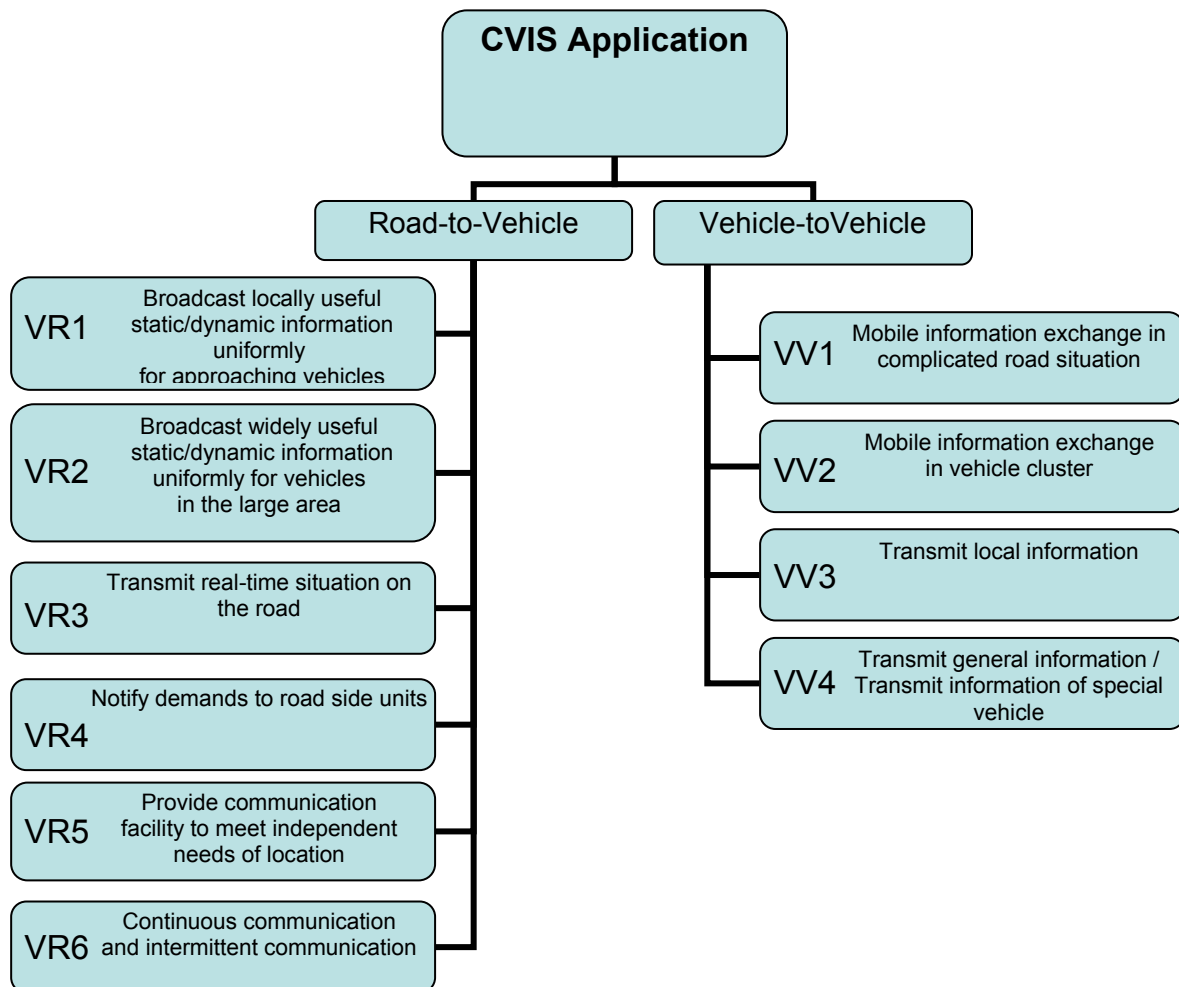 CVIS Application
Road-to-Vehicle
Vehicle-toVehicle
VR1
Broadcast locally useful
static/dynamic information
uniformly
for approaching vehicles
VR2
Broadcast widely useful
static/dynamic information
uniformly for vehicles
in the large area
VR3
Transmit real-time situation on
the road
VR4
Notify demands to road side units
VR5
Provide communication
facility to meet independent
needs of location
VR6
Continuous communication
and intermittent communication
VV1
Mobile information exchange in
complicated road situation
VV2
Mobile information exchange
in vehicle cluster
VV3
Transmit local information
VV4
Transmit general information /
Transmit information of special
vehicle